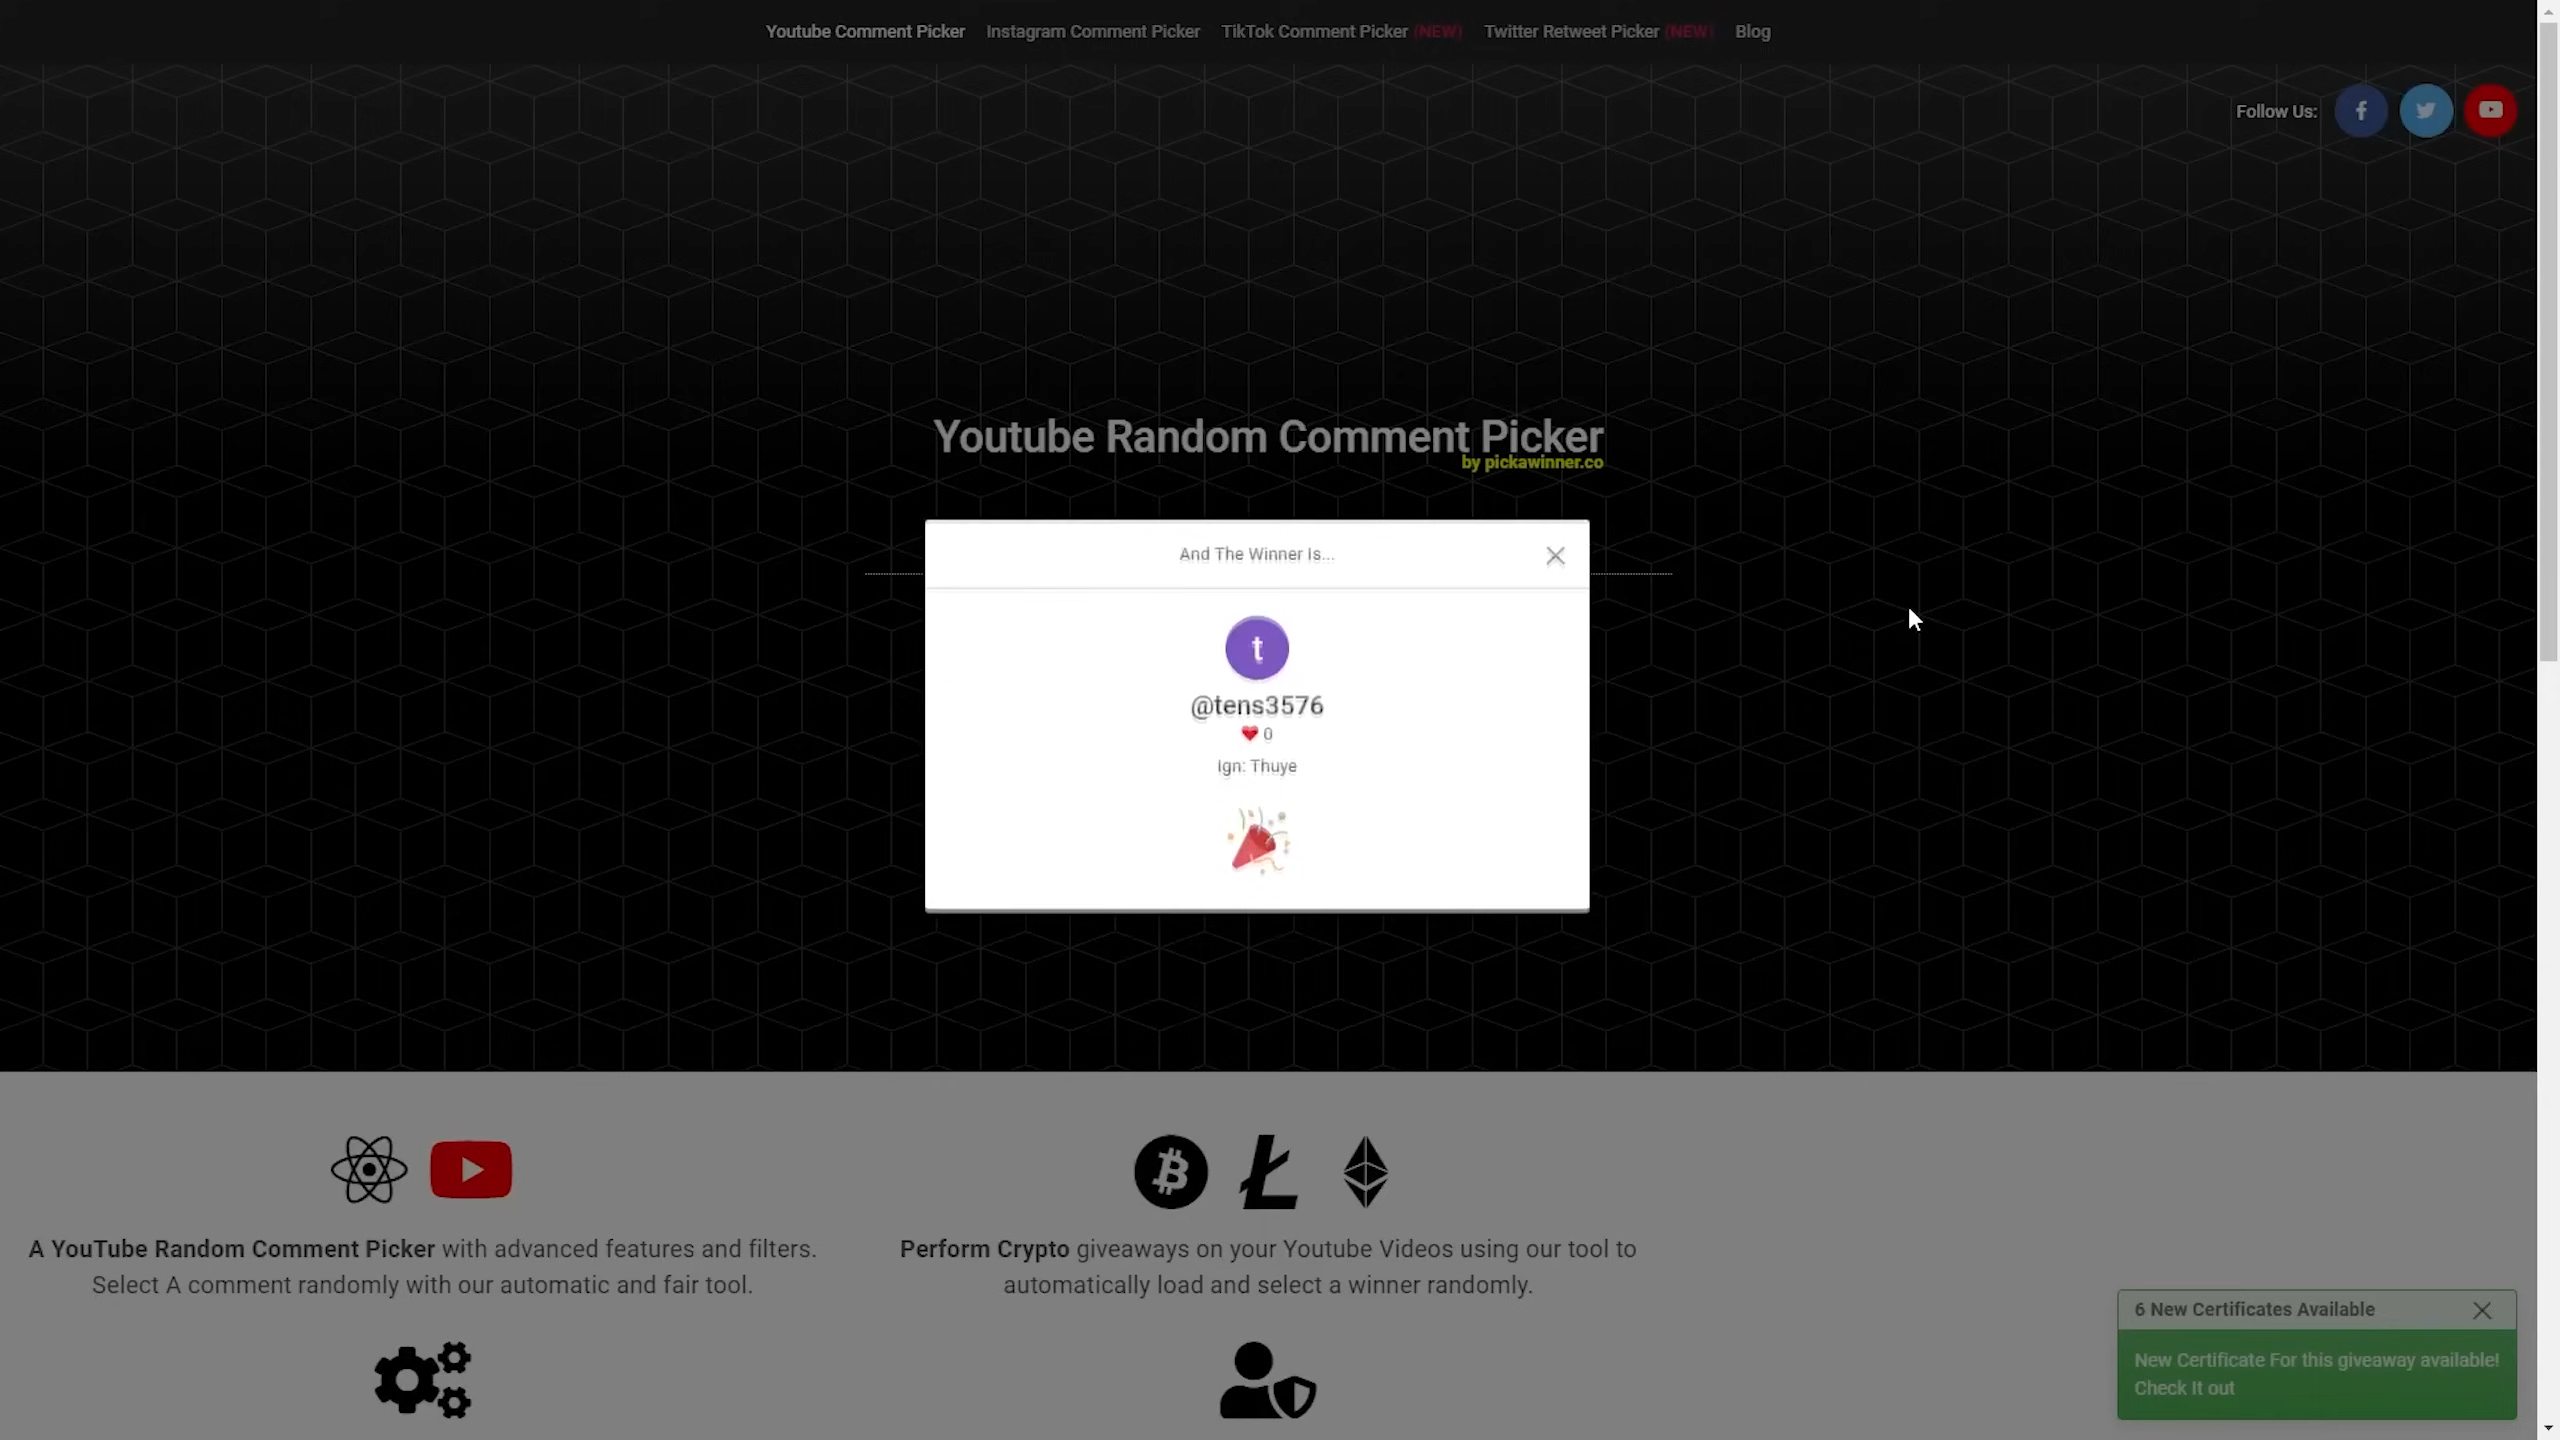 Youtube Comment Picker Instagram Comment Picker TikTok Comment Picker (NEW) Twitter Retweet Picker (NEW) Blog
Follow Us:
Youtube Random Comment Picker
by pickawinner.co
And The Winner Is...
t
@tens3576
0
Ign: Thuye
A YouTube Random Comment Picker with advanced features and filters.
Select A comment randomly with our automatic and fair tool.
Perform Crypto giveaways on your Youtube Videos using our tool to
automatically load and select a winner randomly.
6 New Certificates Available
New Certificate For this giveaway available!
Check It out